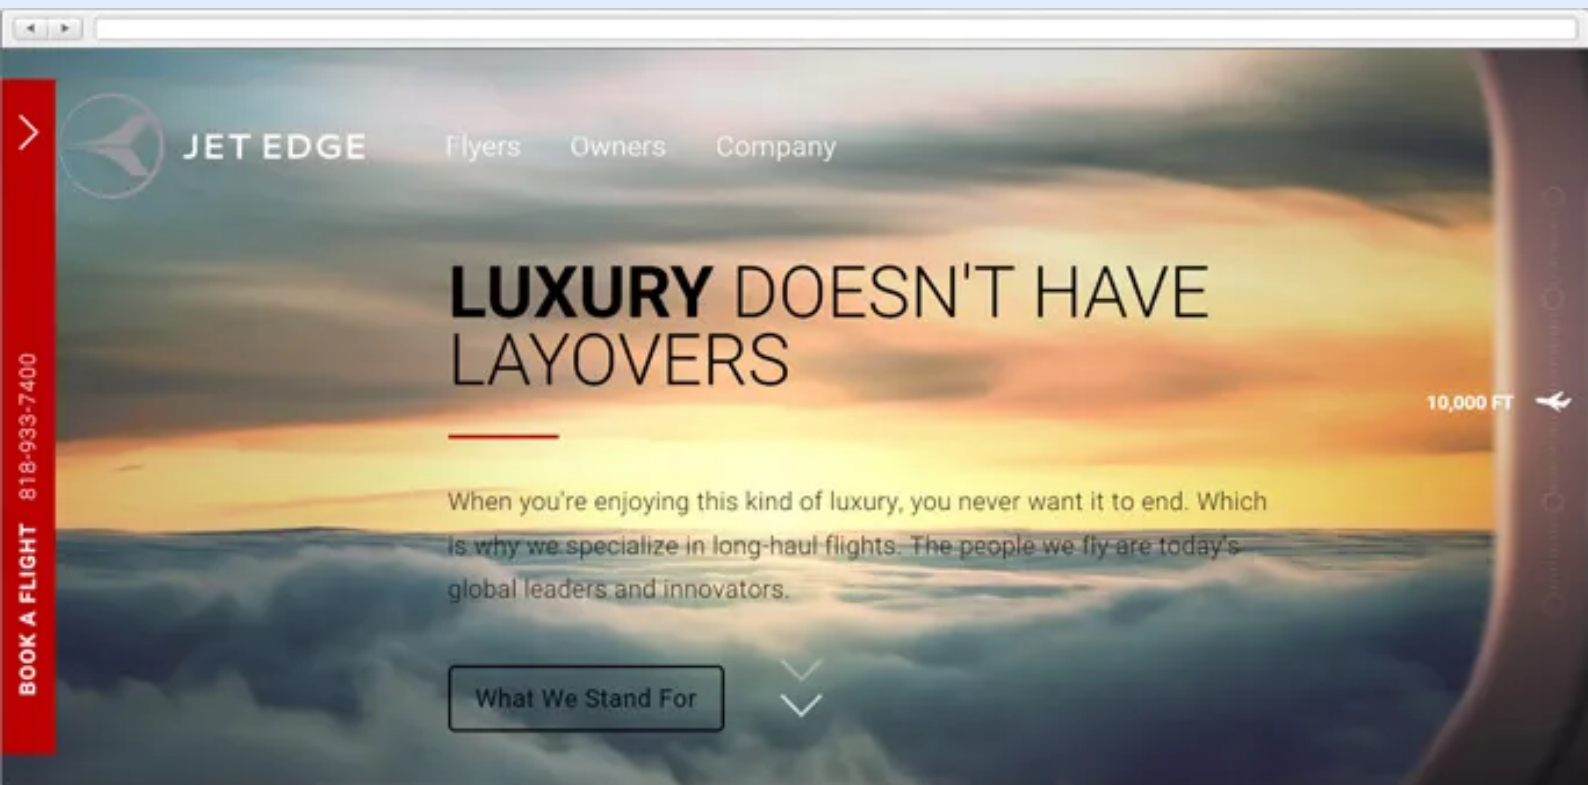 JET EDGE
Flyers Owners Company
LUXURY DOESN'T HAVE
LAYOVERS
10,000 FT
When you're enjoying this kind of luxury, you never want it to end. Which
is why we specialize in long-haul flights. The people we fly are today's
global leaders and innovators.
What We Stand For
BOOK A FLIGHT 818-933-7400